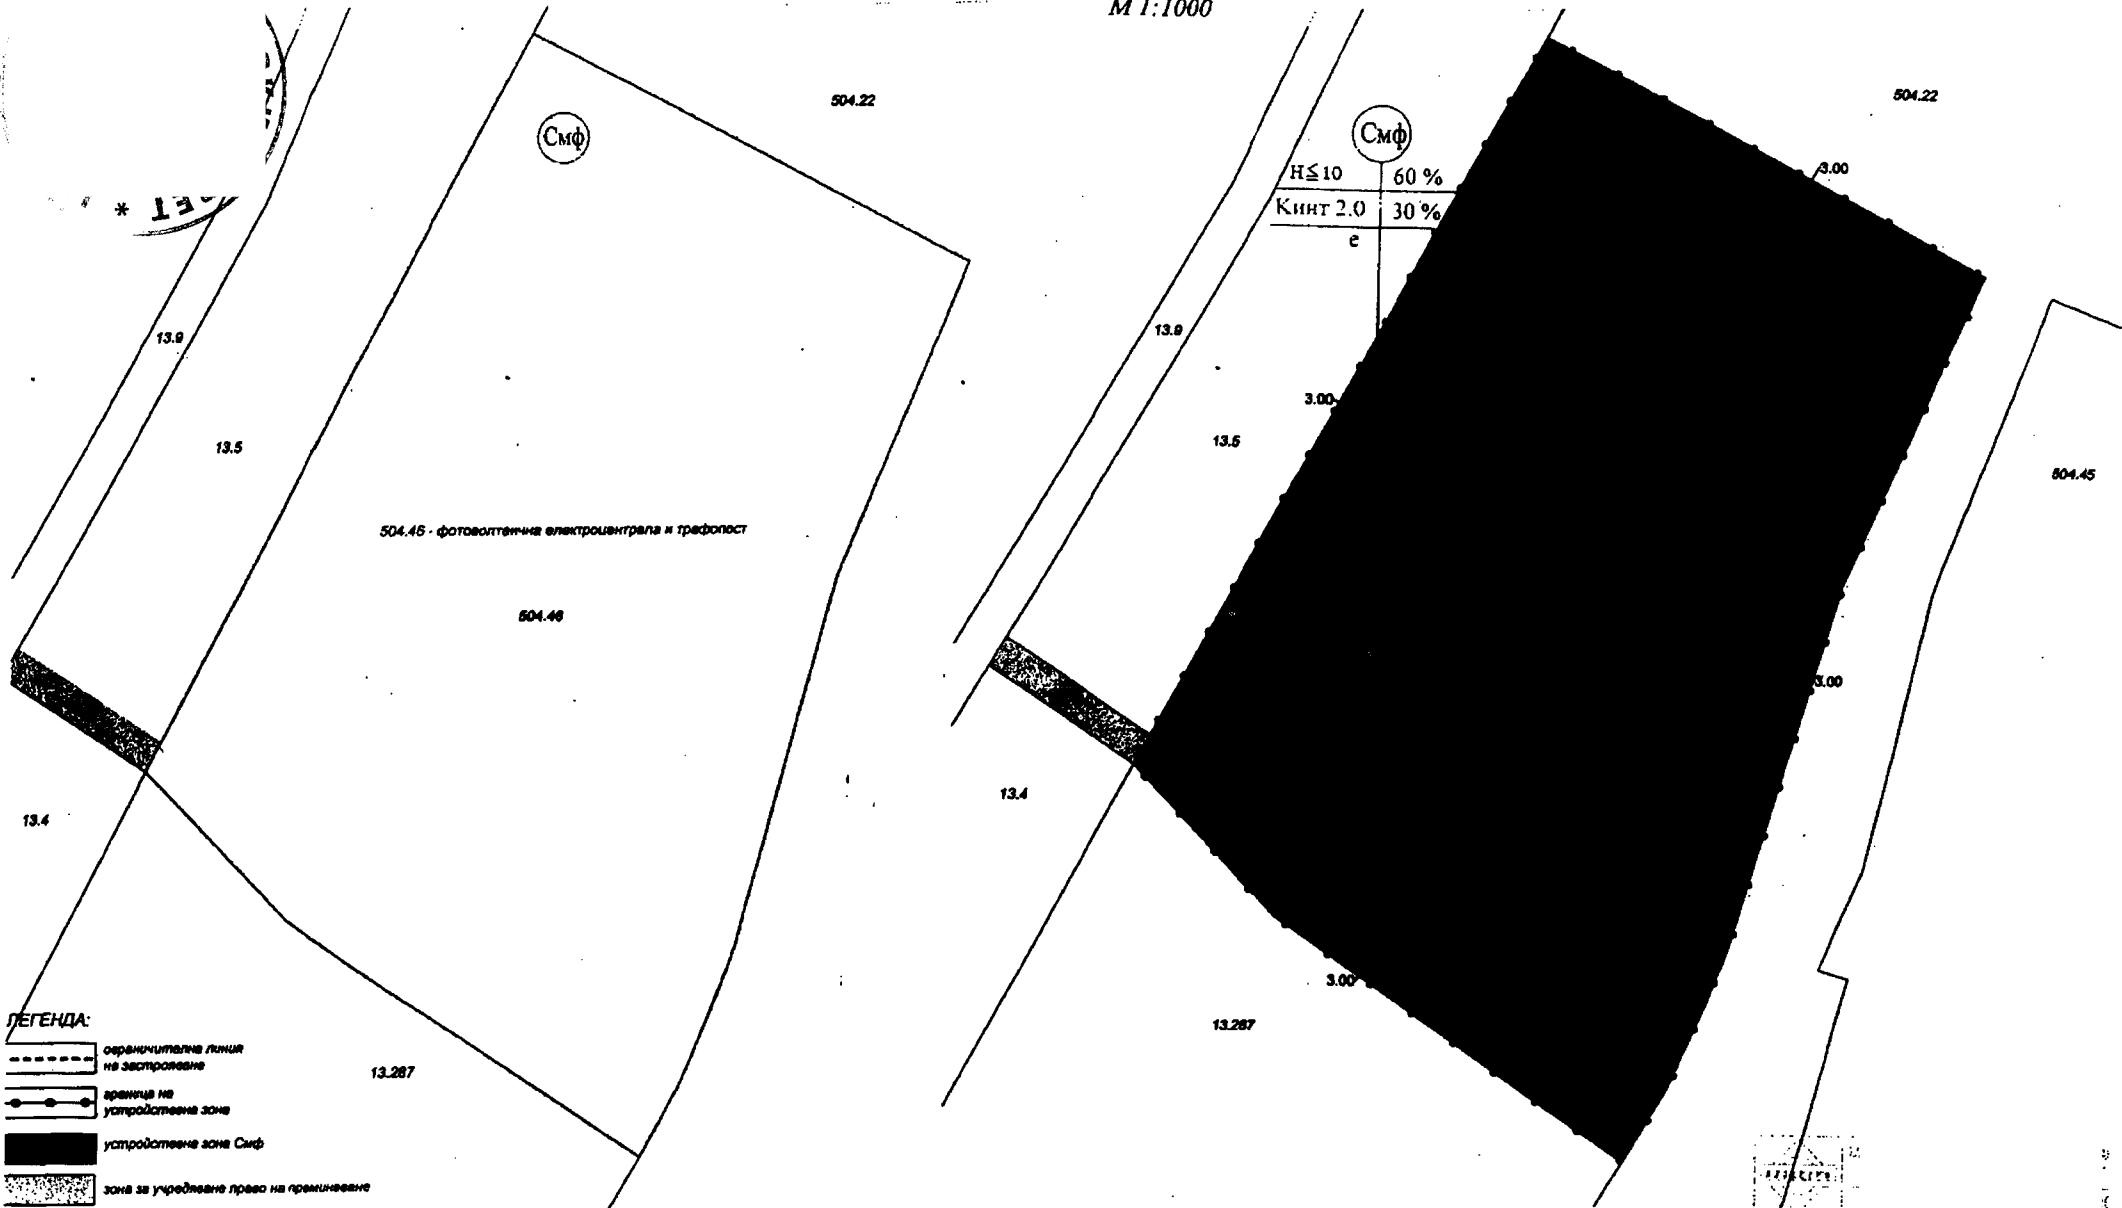 М 1:1000
504.22
Смф
13.9
13.5
504.46 - фотоволтаична електроцентрала и трафопост
504.46
13.4
13.287
504.22
Смф
H≦10 60 %
Кинт 2.0 30 %
е
3.00
13.9
3.00
13.5
504.45
3.00
13.4
3.00
13.287
ЛЕГЕНДА:
ограничителна линия
на застрояване
граница на
устройствена зона
устройствена зона Смф
зона за учредяване право на преминаване